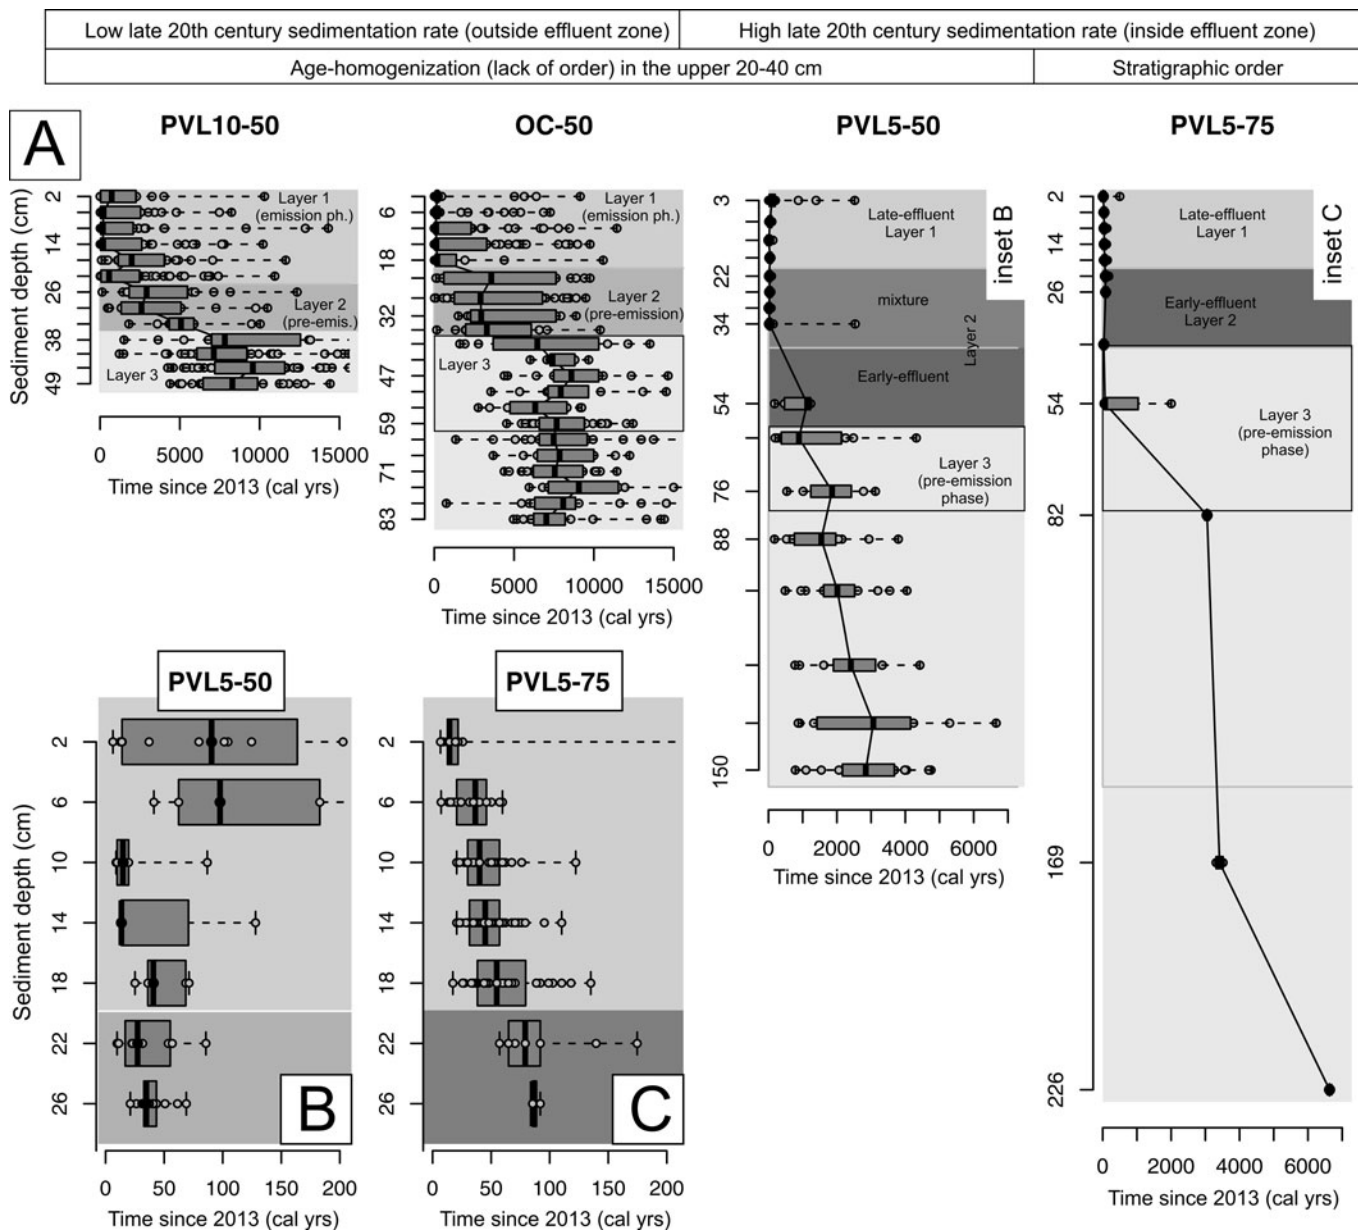 Low late 20th century sedimentation rate (outside effluent zone)
High late 20th century sedimentation rate (inside effluent zone)
Age-homogenization (lack of order) in the upper 20-40 cm
Stratigraphic order
A
PVL10-50
Sediment depth (cm)
2
14
26
38
49
Layer 1
(emission ph.)
Layer 2
(pre-emis.)
Layer 3
0
5000
10000
15000
Time since 2013 (cal yrs)
OC-50
6
18
32
47
59
71
83
Layer 1
(emission ph.)
Layer 2
(pre-emission)
Layer 3
0
5000
10000
15000
Time since 2013 (cal yrs)
PVL5-50
3
22
34
54
76
88
150
Late-effluent
Layer 1
mixture
Layer 2
Early-effluent
Layer 3
(pre-emission
phase)
inset B
0
2000
4000
6000
Time since 2013 (cal yrs)
PVL5-75
2
14
26
54
82
169
226
Late-effluent
Layer 1
Early-effluent
Layer 2
Layer 3
(pre-emission
phase)
inset C
0
2000
4000
6000
Time since 2013 (cal yrs)
PVL5-50
Sediment depth (cm)
2
6
10
14
18
22
26
B
0
50
100
150
200
Time since 2013 (cal yrs)
PVL5-75
Sediment depth (cm)
2
6
10
14
18
22
26
C
0
50
100
150
200
Time since 2013 (cal yrs)